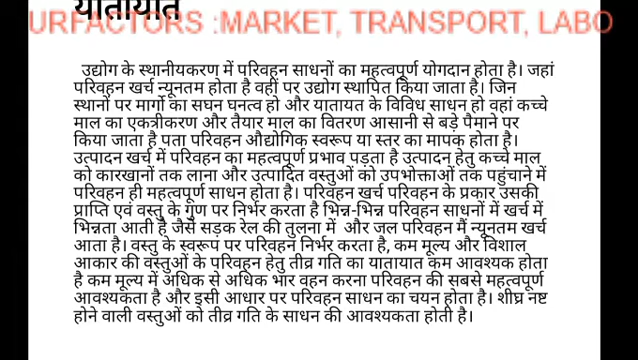 यातायात
URFACTORS :MARKET, TRANSPORT, LABO
उद्योग के स्थानीयकरण में परिवहन साधनों का महत्वपूर्ण योगदान होता है। जहां
परिवहन खर्च न्यूनतम होता है वहीं पर उद्योग स्थापित किया जाता है। जिन
स्थानों पर मार्गो का सघन घनत्व हो और यातायात के विविध साधन हो वहां कच्चे
माल का एकत्रीकरण और तैयार माल का वितरण आसानी से बड़े पैमाने पर
किया जाता है पता परिवहन औद्योगिक स्वरूप या स्तर का मापक होता है।
उत्पादन खर्च में परिवहन का महत्वपूर्ण प्रभाव पड़ता है उत्पादन हेतु कच्चे माल
को कारखानों तक लाना और उत्पादित वस्तुओं को उपभोक्ताओं तक पहुंचाने में
परिवहन ही महत्वपूर्ण साधन होता है। परिवहन खर्च परिवहन के प्रकार उसकी
प्राप्ति एवं वस्तु के गुण पर निर्भर करता है भिन्न-भिन्न परिवहन साधनों में खर्च में
भिन्नता आती है जैसे सड़क रेल की तुलना में और जल परिवहन मैं न्यूनतम खर्च
आता है। वस्तु के स्वरूप पर परिवहन निर्भर करता है, कम मूल्य और विशाल
आकार की वस्तुओं के परिवहन हेतु तीव्र गति का यातायात कम आवश्यक होता
है कम मूल्य में अधिक से अधिक भार वहन करना परिवहन की सबसे महत्वपूर्ण
आवश्यकता है और इसी आधार पर परिवहन साधन का चयन होता है। शीघ्र नष्ट
होने वाली वस्तुओं को तीव्र गति के साधन की आवश्यकता होती है।